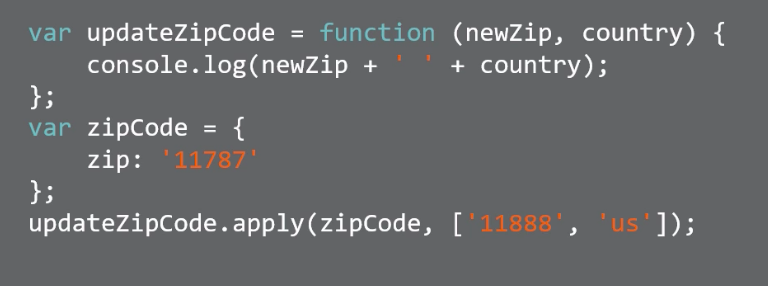 var updateZipCode = function (newZip, country) {
    console.log(newZip + ' ' + country);
};
var zipCode = {
    zip: '11787'
};
updateZipCode.apply(zipCode, ['11888', 'us']);